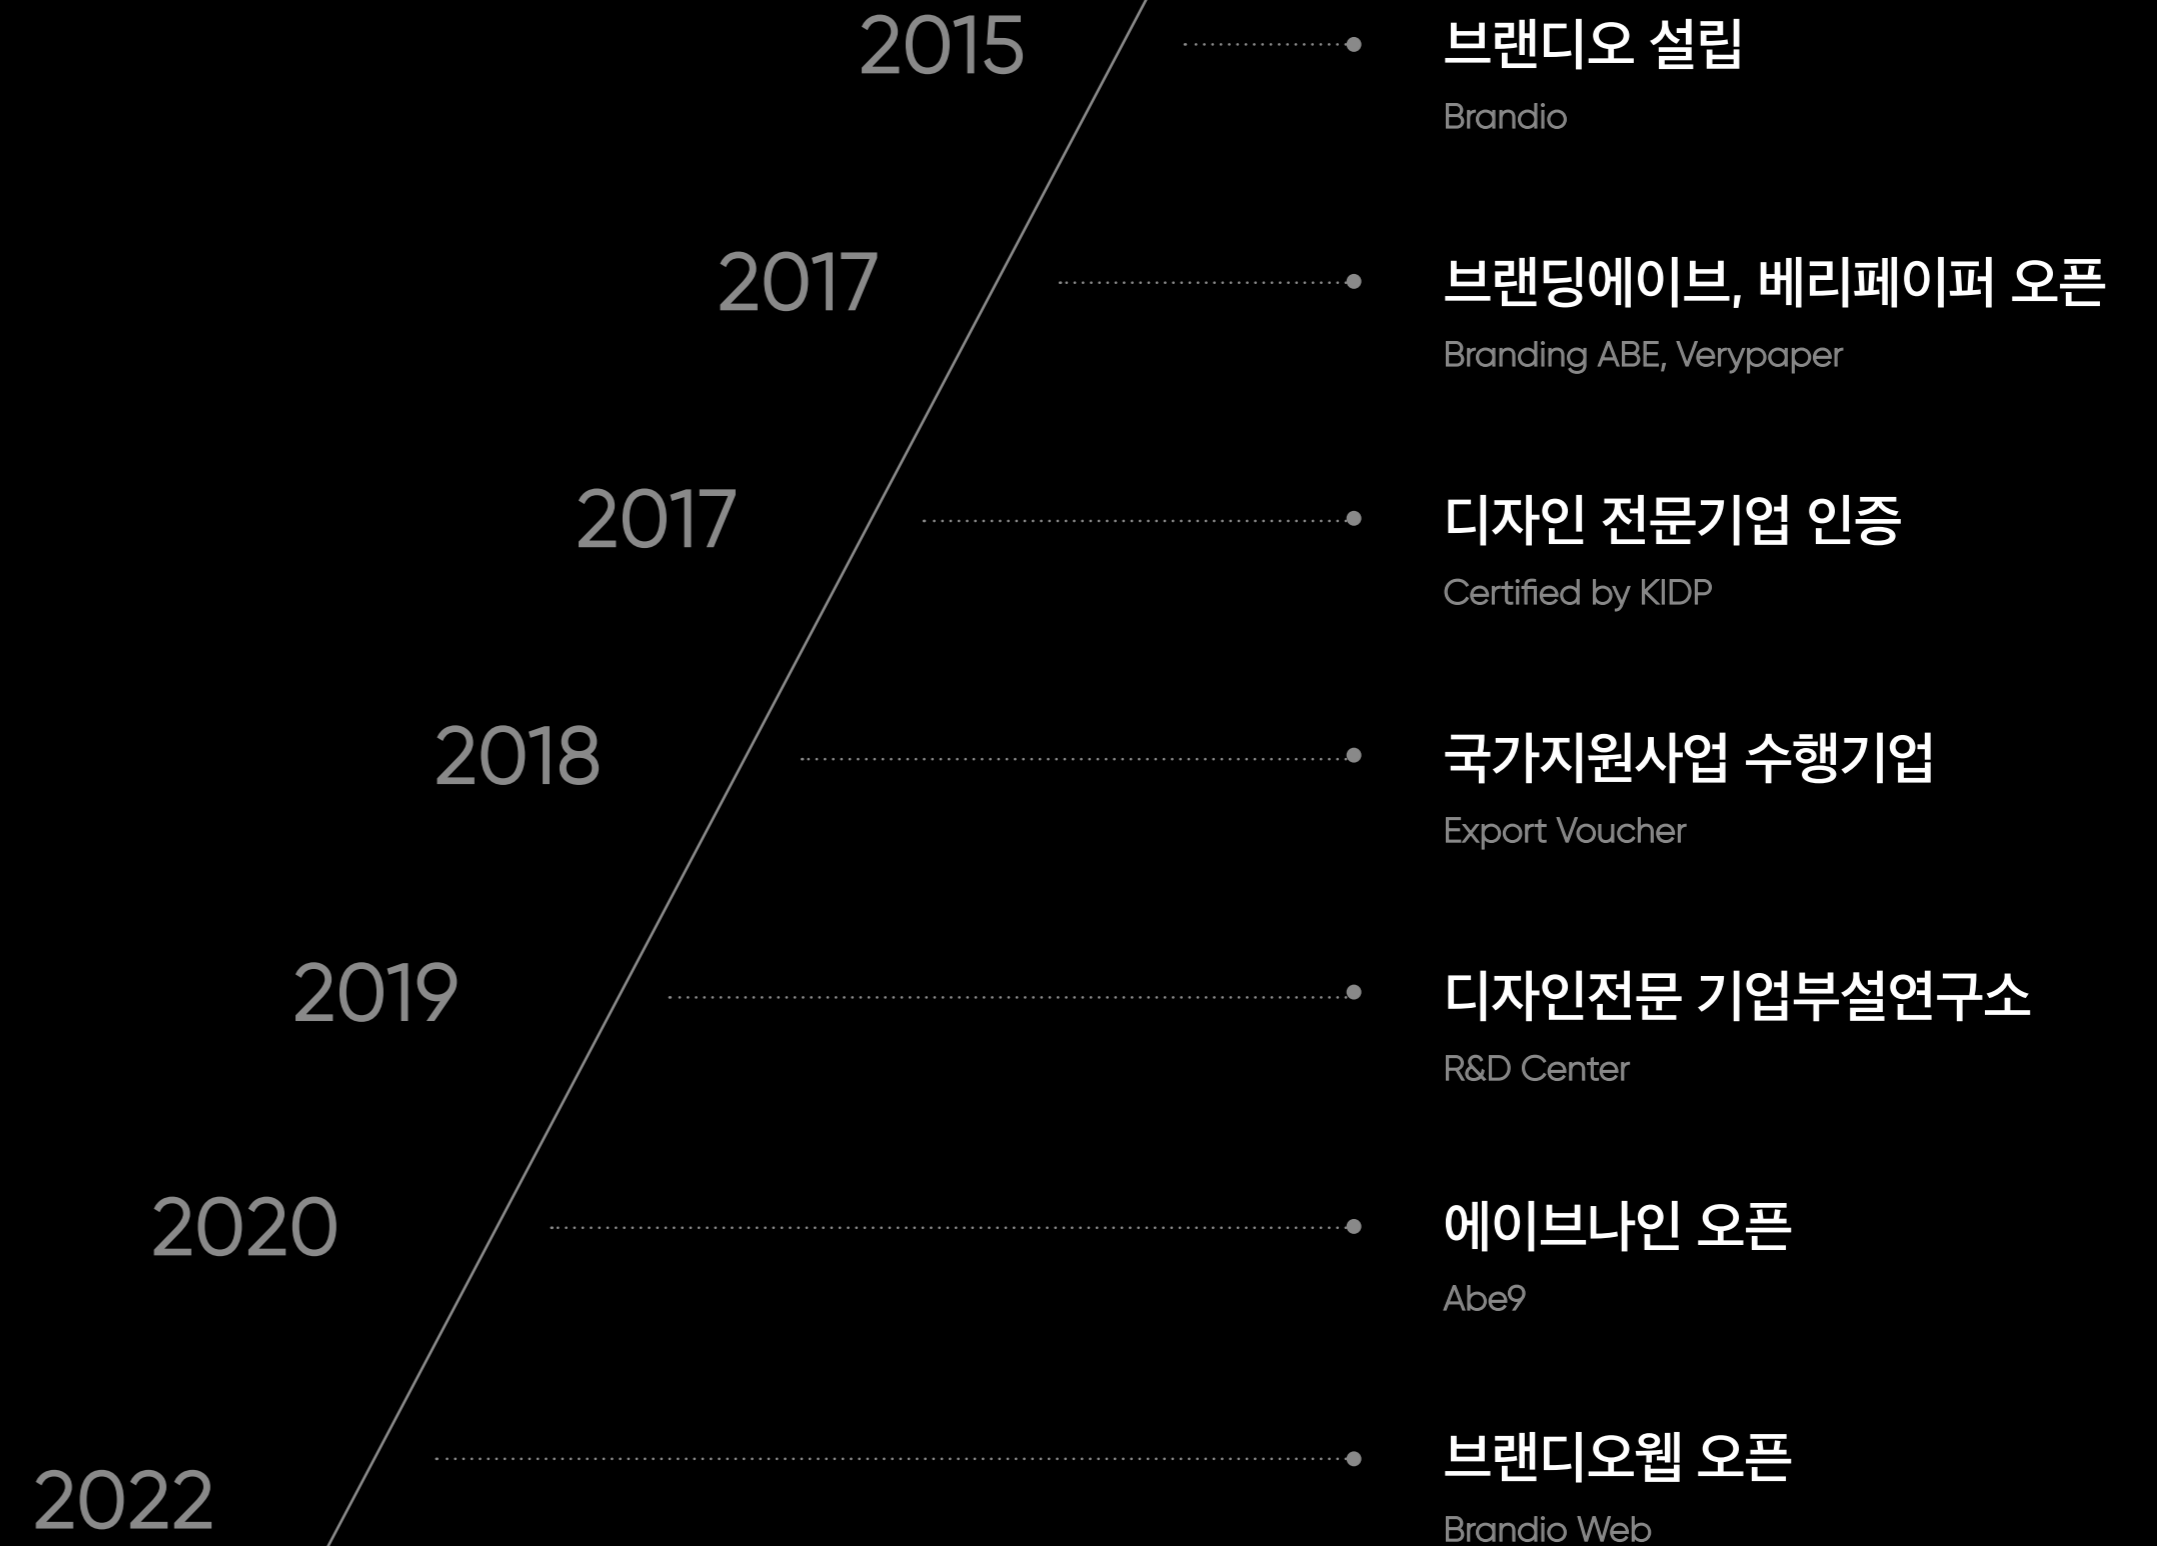 2015
브랜디오 설립
Brandio
2017
브랜딩에이브, 베리페이퍼 오픈
Branding ABE, Verypaper
2017
디자인 전문기업 인증
Certified by KIDP
2018
국가지원사업 수행기업
Export Voucher
2019
디자인전문 기업부설연구소
R&D Center
2020
에이브나인 오픈
Abe9
2022
브랜디오웹 오픈
Brandio Web